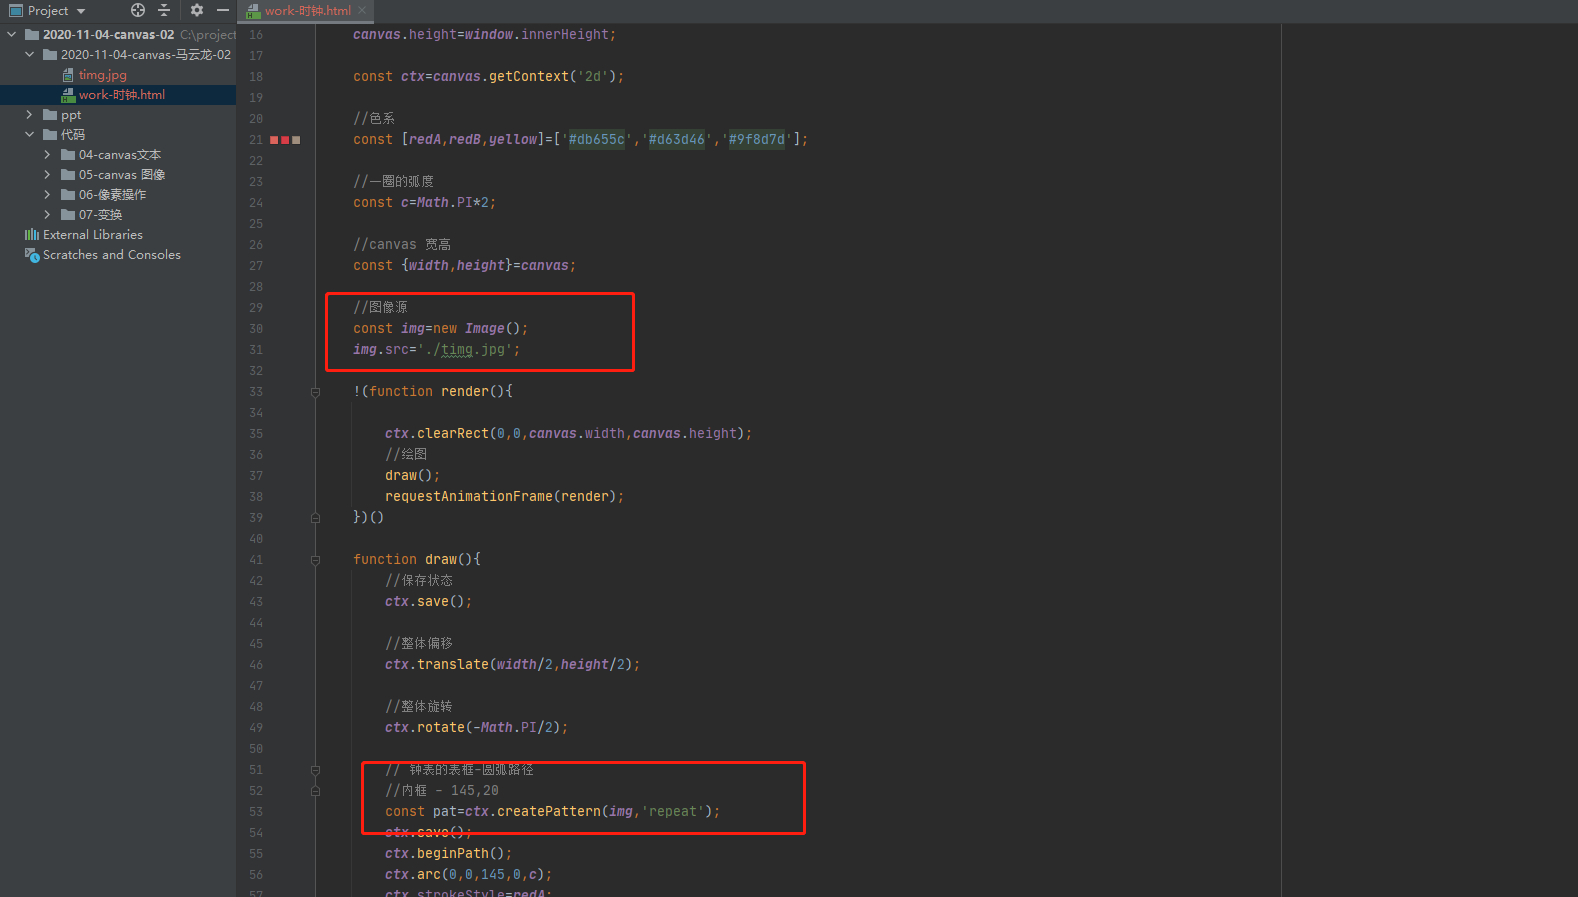 Project
work-时钟.html
2020-11-04-canvas-02 C:\project
2020-11-04-canvas-马云龙-02
timg.jpg
work-时钟.html
ppt
代码
04-canvas文本
05-canvas 图像
06-像素操作
07-变换
External Libraries
Scratches and Consoles
16 canvas.height=window.innerHeight;
17
18 const ctx=canvas.getContext('2d');
19
20 //色系
21 const [redA,redB,yellow]=['#db655c','#d63d46','#9f8d7d'];
22
23 //一圈的弧度
24 const c=Math.PI*2;
25
26 //canvas 宽高
27 const {width,height}=canvas;
28
29 //图像源
30 const img=new Image();
31 img.src='./timg.jpg';
32
33 !(function render(){
34
35 ctx.clearRect(0,0,canvas.width,canvas.height);
36 //绘图
37 draw();
38 requestAnimationFrame(render);
39 })()
40
41 function draw(){
42 //保存状态
43 ctx.save();
44
45 //整体偏移
46 ctx.translate(width/2,height/2);
47
48 //整体旋转
49 ctx.rotate(-Math.PI/2);
50
51 // 钟表的表框-圆弧路径
52 //内框 - 145,20
53 const pat=ctx.createPattern(img,'repeat');
54 ctx.save();
55 ctx.beginPath();
56 ctx.arc(0,0,145,0,c);
57 ctx.strokeStyle=redA;